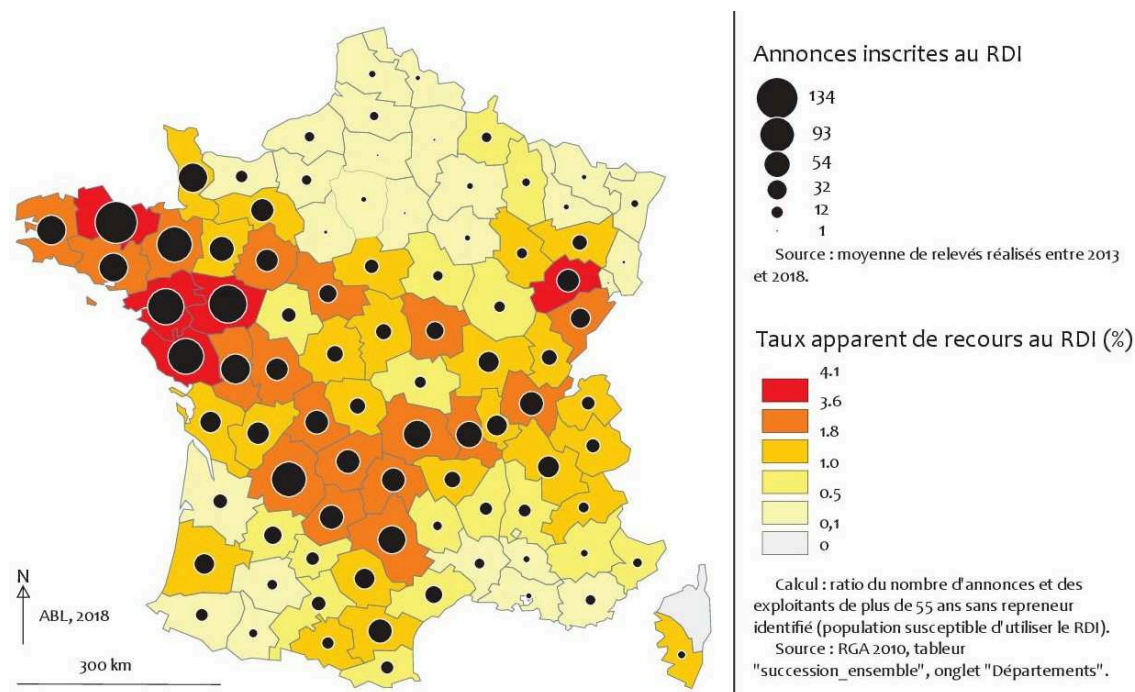 Annonces inscrites au RDI
134
93
54
32
12
1
Source : moyenne de relevés réalisés entre 2013
et 2018.
Taux apparent de recours au RDI (%)
4.1
3.6
1.8
1.0
0.5
0,1
0
Calcul : ratio du nombre d'annonces et des
exploitants de plus de 55 ans sans repreneur
identifié (population susceptible d'utiliser le RDI).
Source : RGA 2010, tableur
"succession_ensemble", onglet "Départements".
N
ABL, 2018
300 km